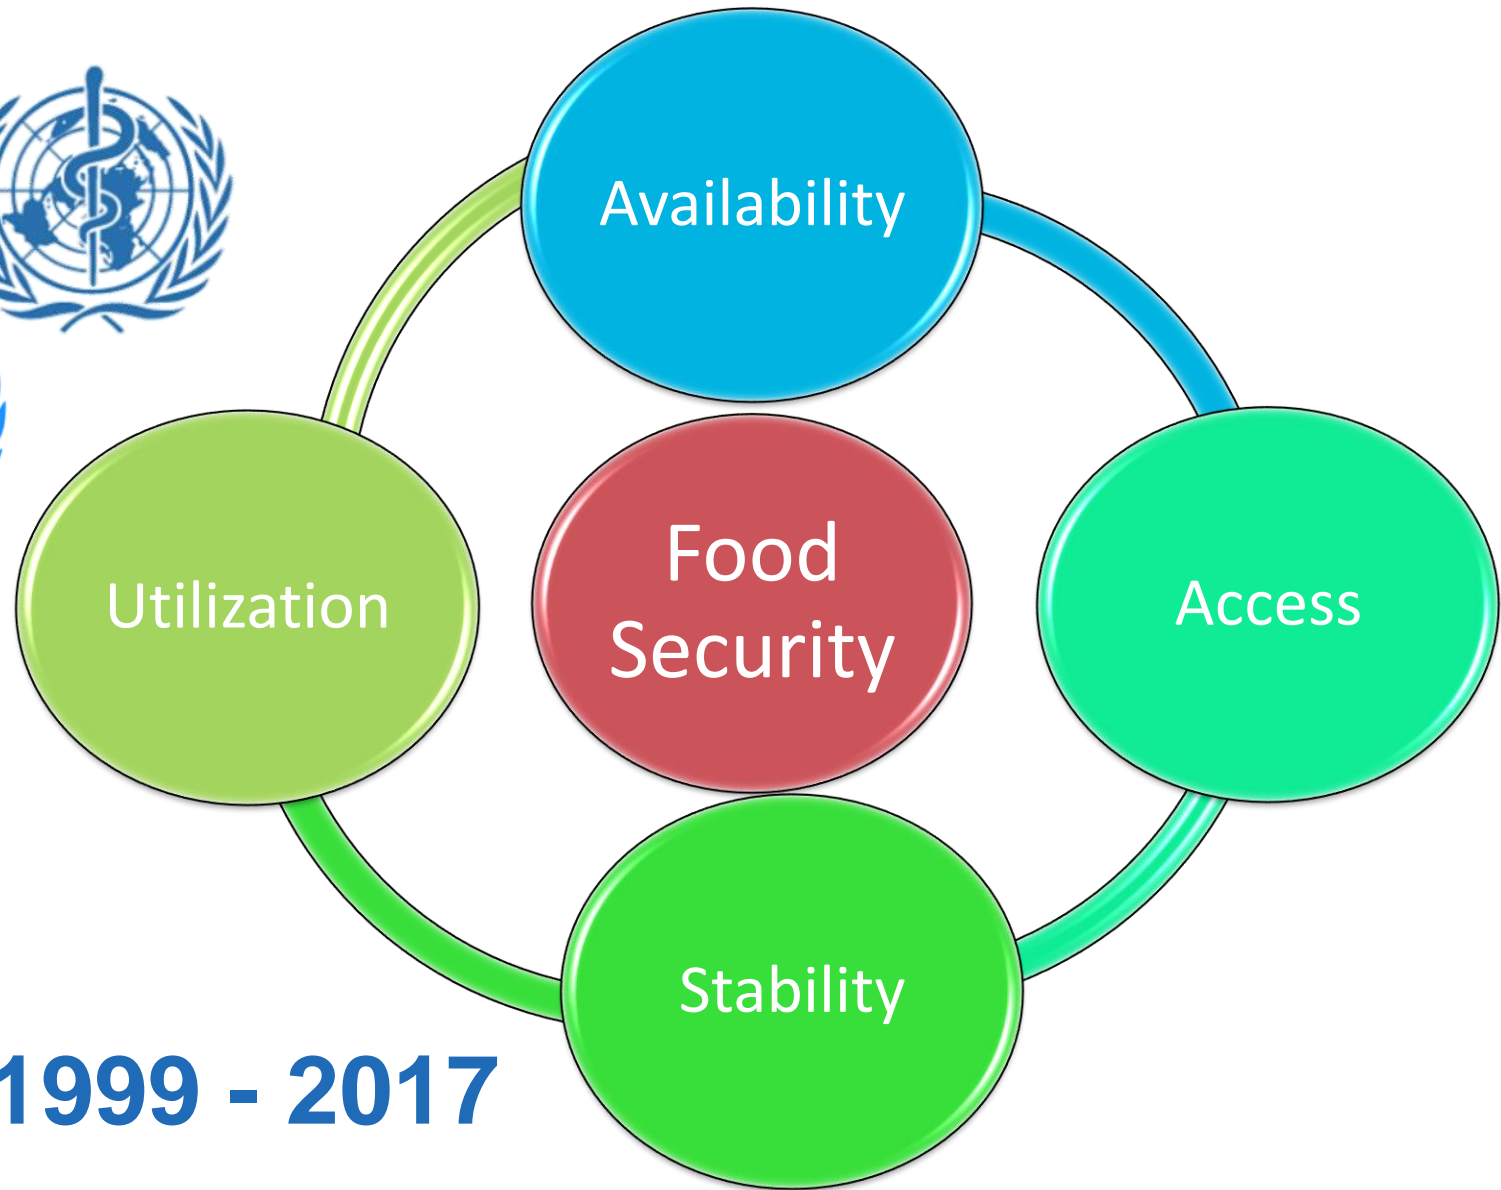 Availability
Utilization
Food
Security
Access
Stability
1999 - 2017